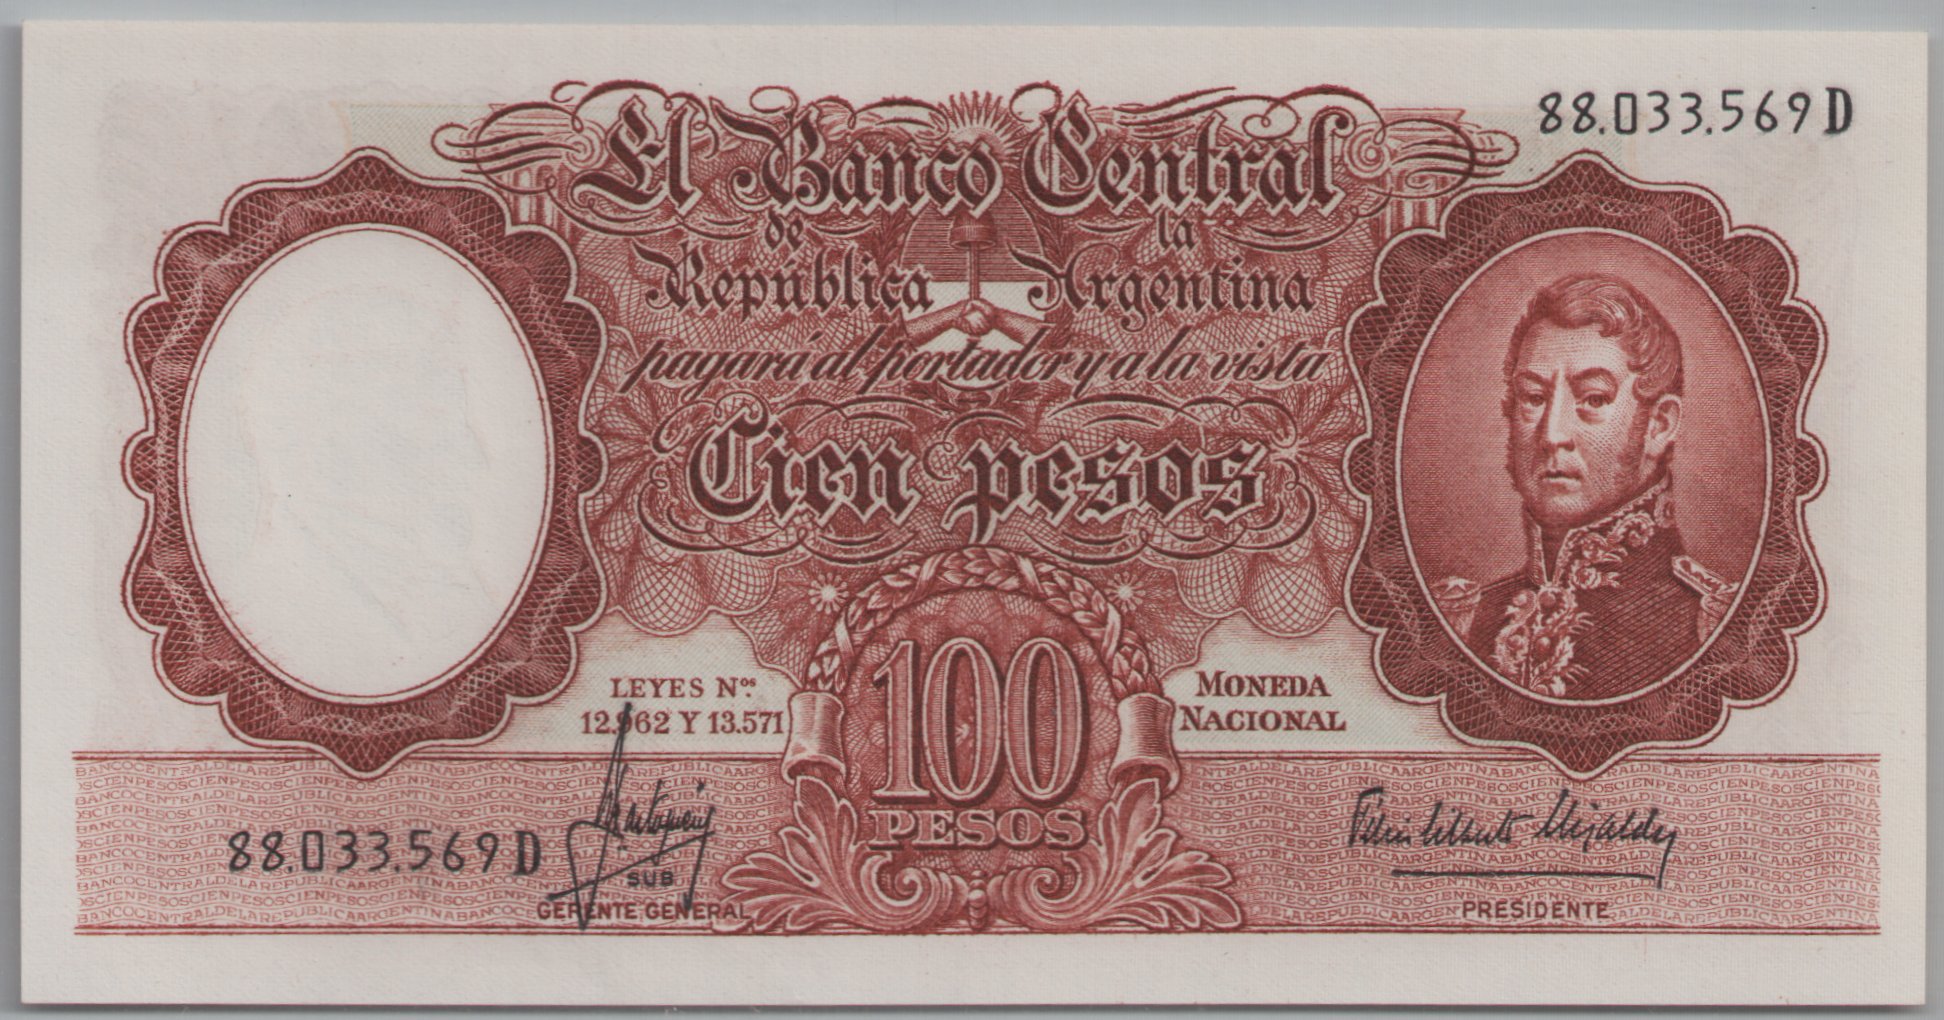 88.033.569 D
El Banco Central
de la
República Argentina
payará al portador y a la vista
Cien pesos
LEYES Nos.
12.962 Y 13.571
MONEDA
NACIONAL
100
PESOS
88.033.569 D
SUB
GERENTE GENERAL
PRESIDENTE